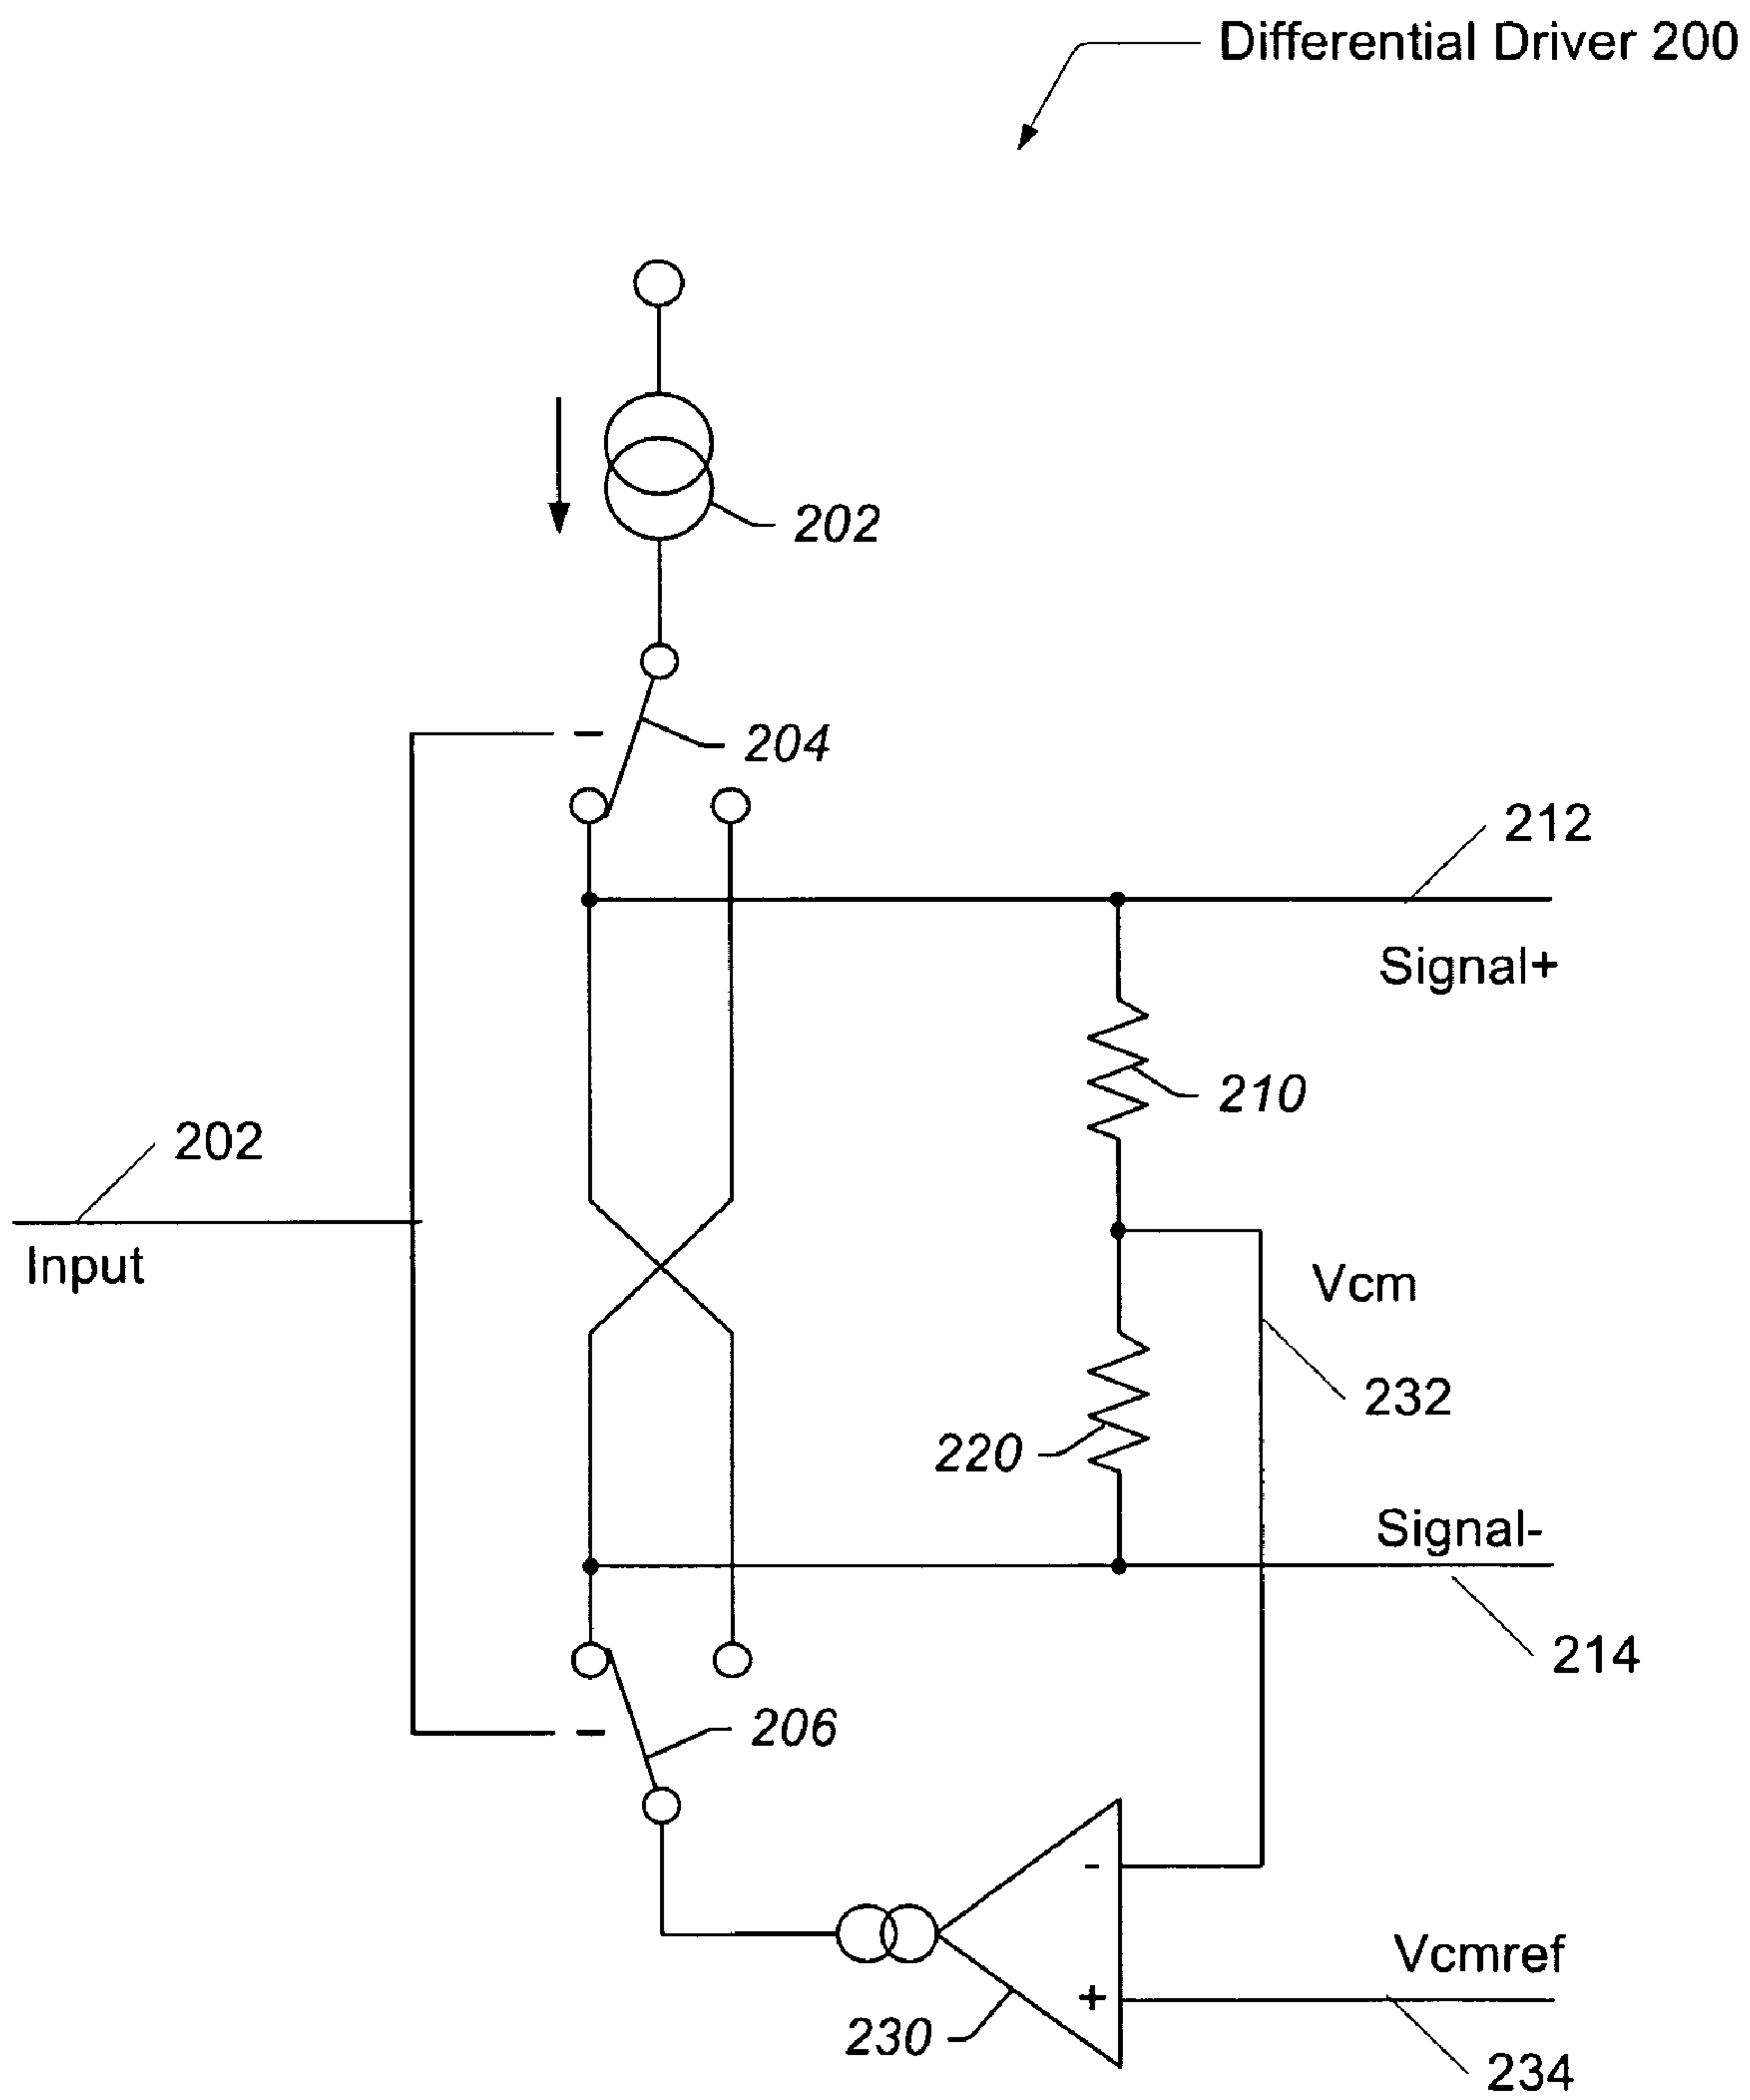 Differential Driver 200
202
-
204
212
Signal+
210
202
Input
Vcm
232
220
Signal-
214
-
206
-
Vcmref
+
230
234